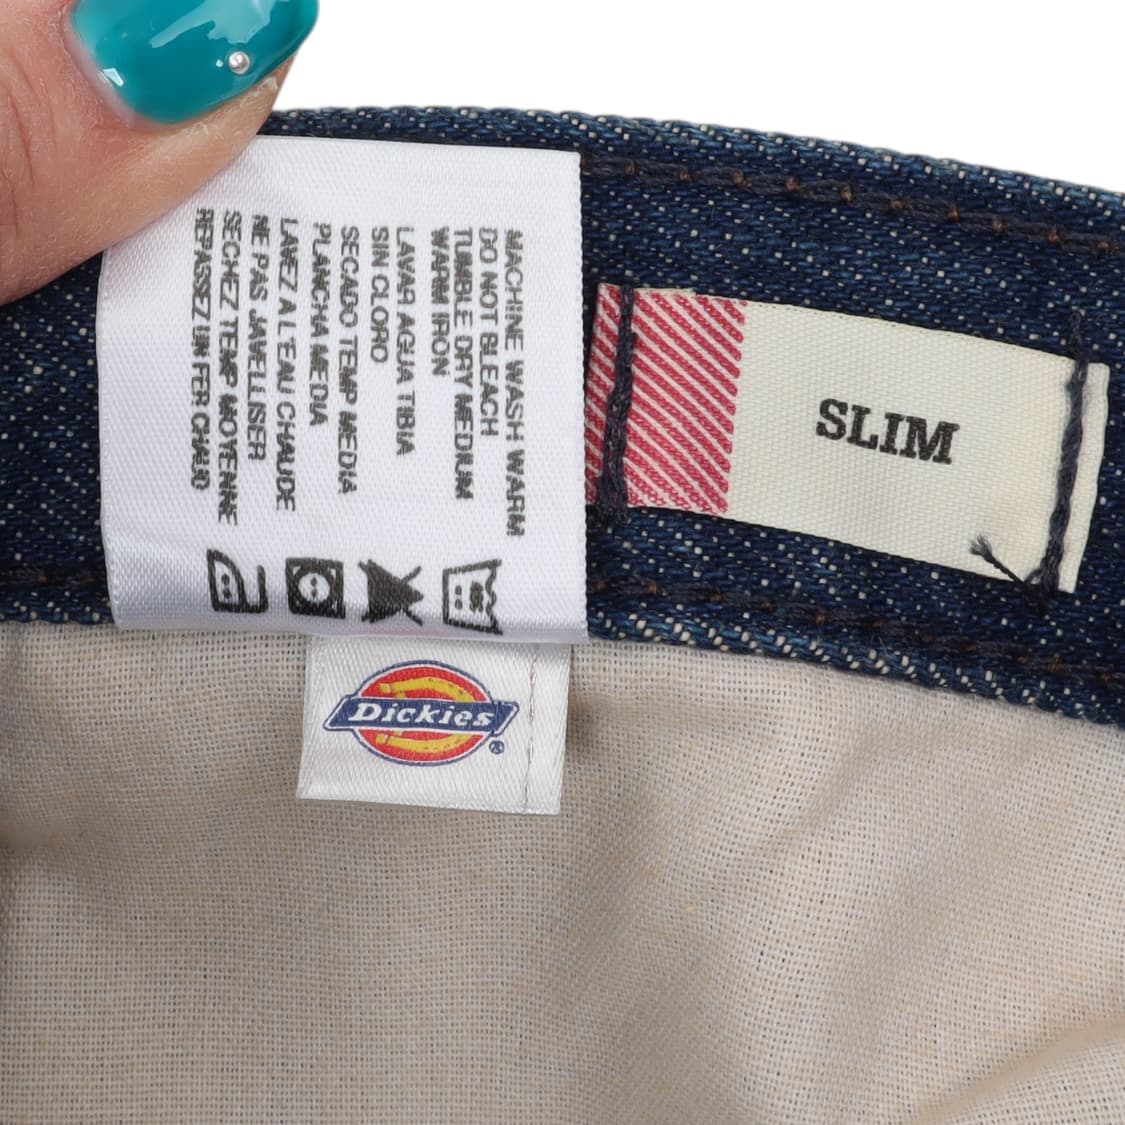 MACHINE WASH WARM
DO NOT BLEACH
TUMBLE DRY MEDIUM
WARM IRON
LAVAR AGUA TIBIA
SIN CLORO
SECADO TEMP MEDIA
PLANCHA MEDIA
LAVEZ A L'EAU CHAUDE
NE PAS JAVELLISER
SECHEZ TEMP MOYENNE
REPASSEZ UN FER CHAUD
SLIM
Dickies®